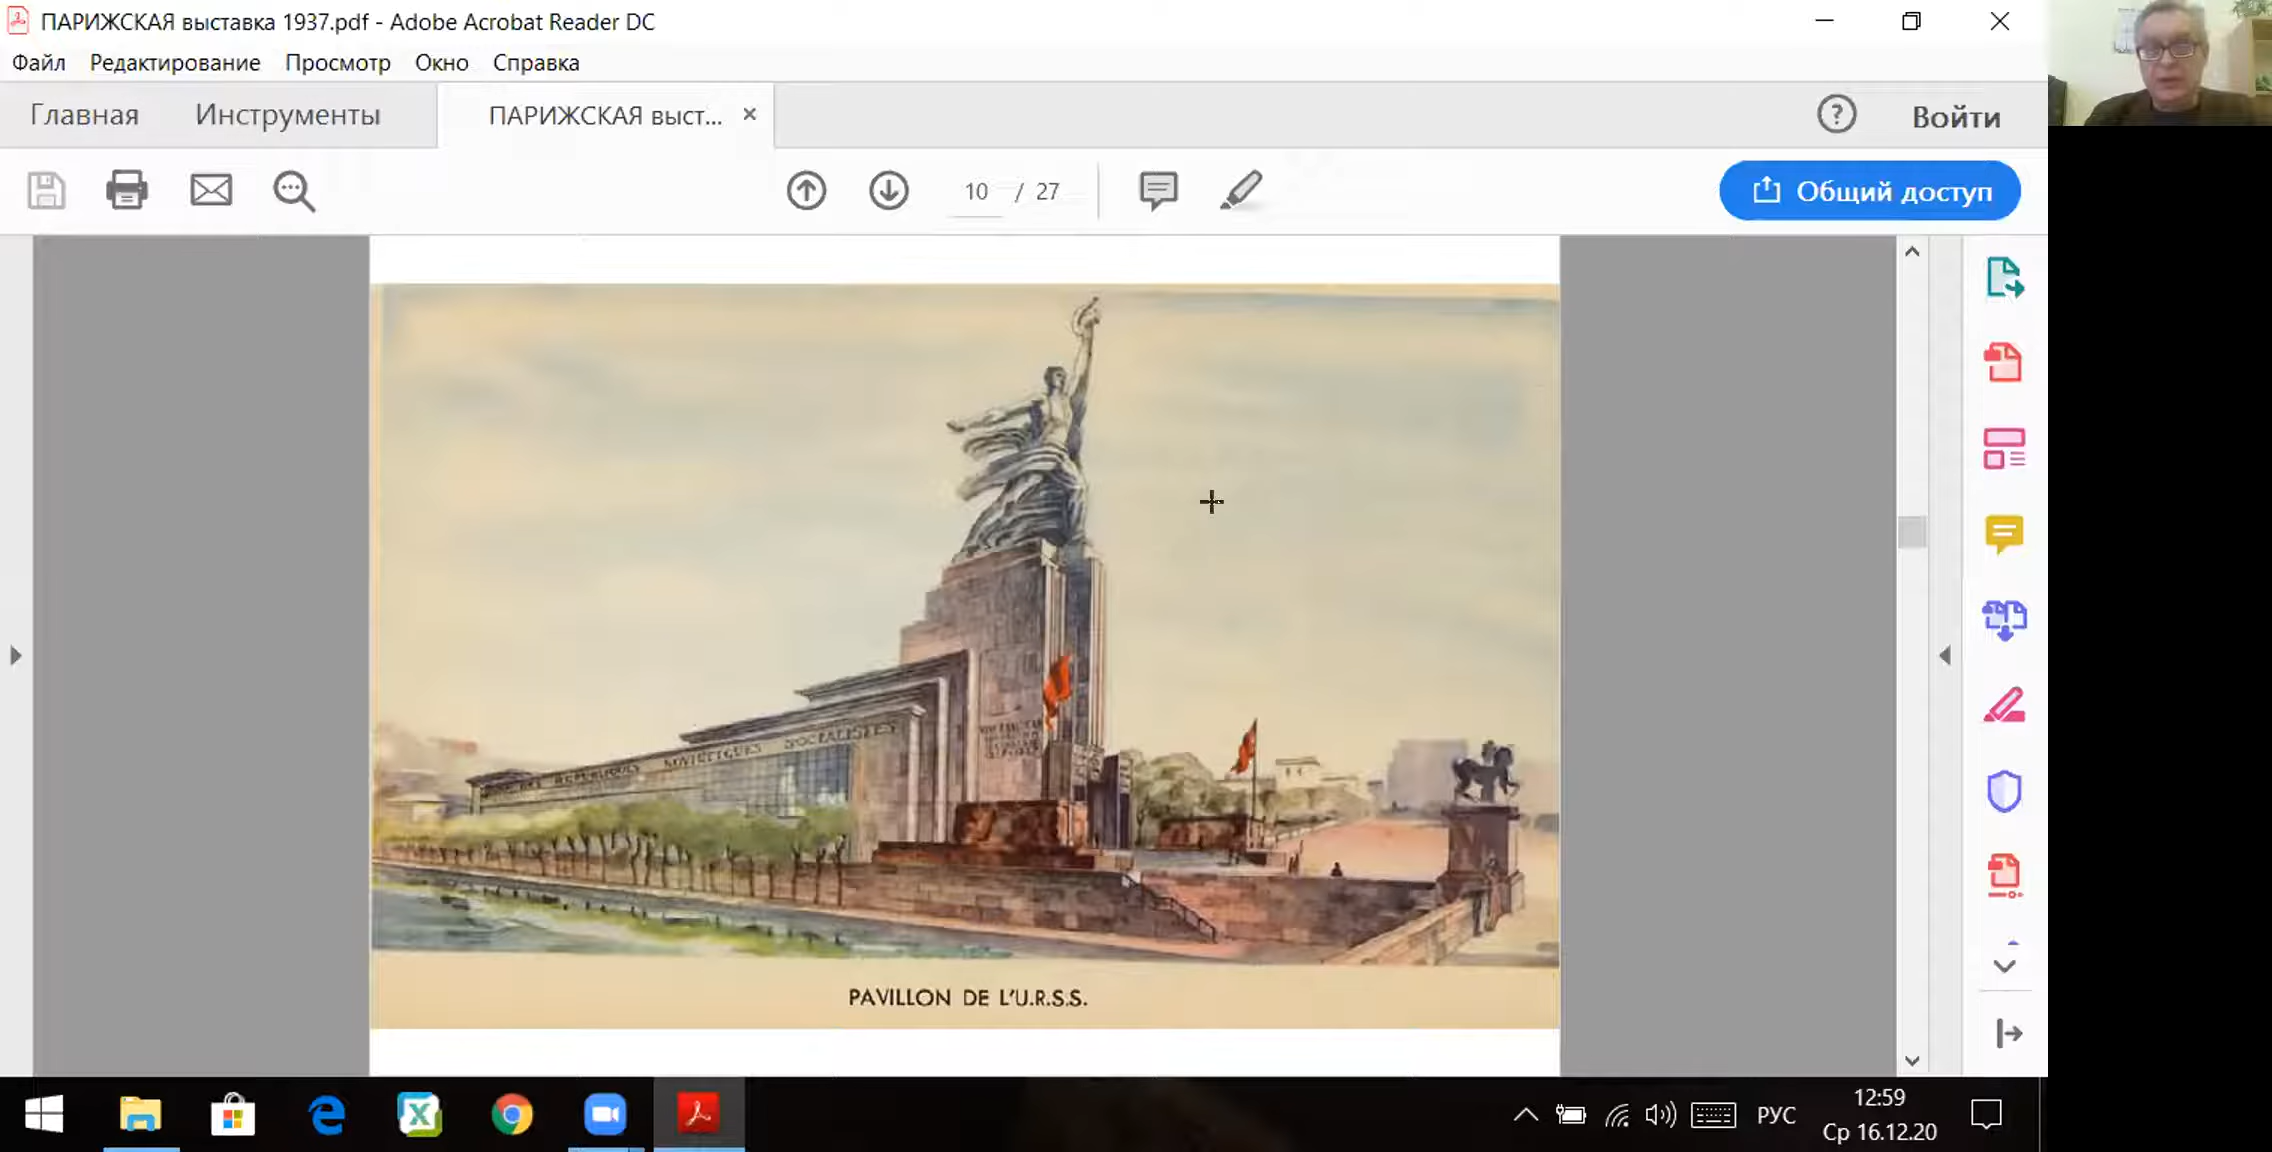 ПАРИЖСКАЯ выставка 1937.pdf - Adobe Acrobat Reader DC
Файл Редактирование Просмотр Окно Справка
Главная Инструменты ПАРИЖСКАЯ выст... Войти
10 / 27
Общий доступ
REPUBLIQUES SOVIETIQUES SOCIALISTES
PAVILLON DE L'U.R.S.S.
РУС
12:59
Ср 16.12.20